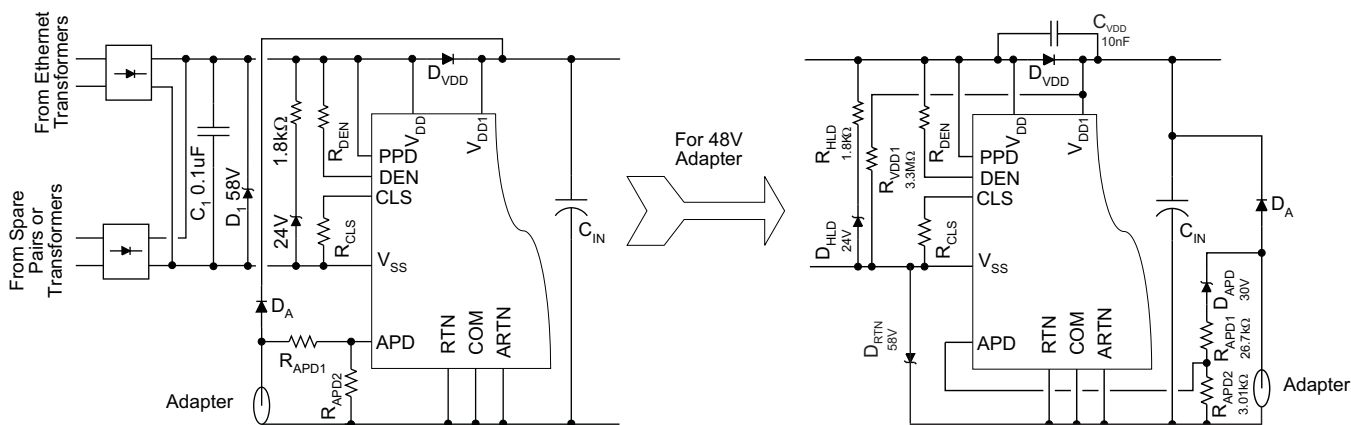 From Ethernet
Transformers
From Spare
Pairs or
Transformers
C1 0.1uF
D1 58V
1.8kΩ
24V
RDEN
RCLS
DVDD
VDD
VDD1
PPD
DEN
CLS
VSS
CIN
DA
APD
RTN
COM
ARTN
RAPD1
RAPD2
Adapter
For 48V
Adapter
CVDD
10nF
DVDD
RHLD
1.8KΩ
RVDD1
3.3MΩ
RDEN
VDD
VDD1
PPD
DEN
CLS
DHLD
24V
RCLS
VSS
CIN
DA
DRTN
58V
APD
RTN
COM
ARTN
DAPD
30V
RAPD1
26.7kΩ
RAPD2
3.01kΩ
Adapter